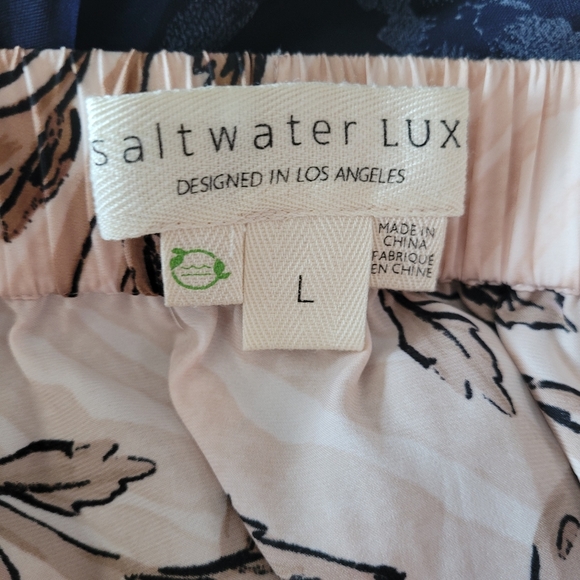 saltwater LUX
DESIGNED IN LOS ANGELES
L
MADE IN
CHINA
FABRIQUE
EN CHINE